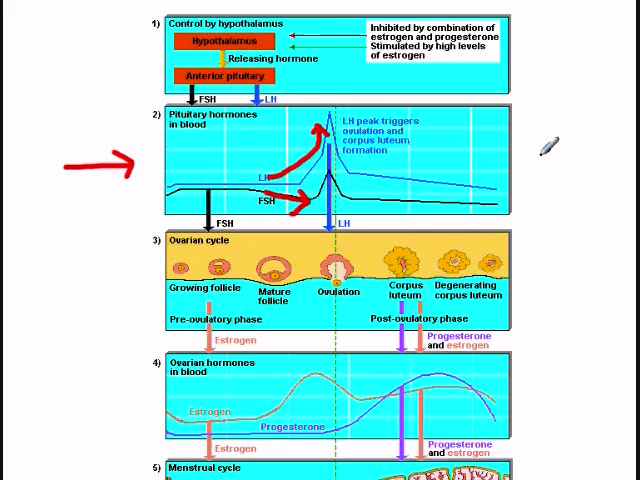 1) Control by hypothalamus
Hypothalamus
Inhibited by combination of
estrogen and progesterone
Stimulated by high levels
of estrogen
Releasing hormone
Anterior pituitary
FSH
LH
2) Pituitary hormones
in blood
LH peak triggers
ovulation and
corpus luteum
formation
LH
FSH
FSH
LH
3) Ovarian cycle
Growing follicle
Mature
follicle
Ovulation
Corpus
luteum
Degenerating
corpus luteum
Pre-ovulatory phase
Post-ovulatory phase
Estrogen
Progesterone
and estrogen
4) Ovarian hormones
in blood
Estrogen
Progesterone
Estrogen
Progesterone
and estrogen
5) Menstrual cycle